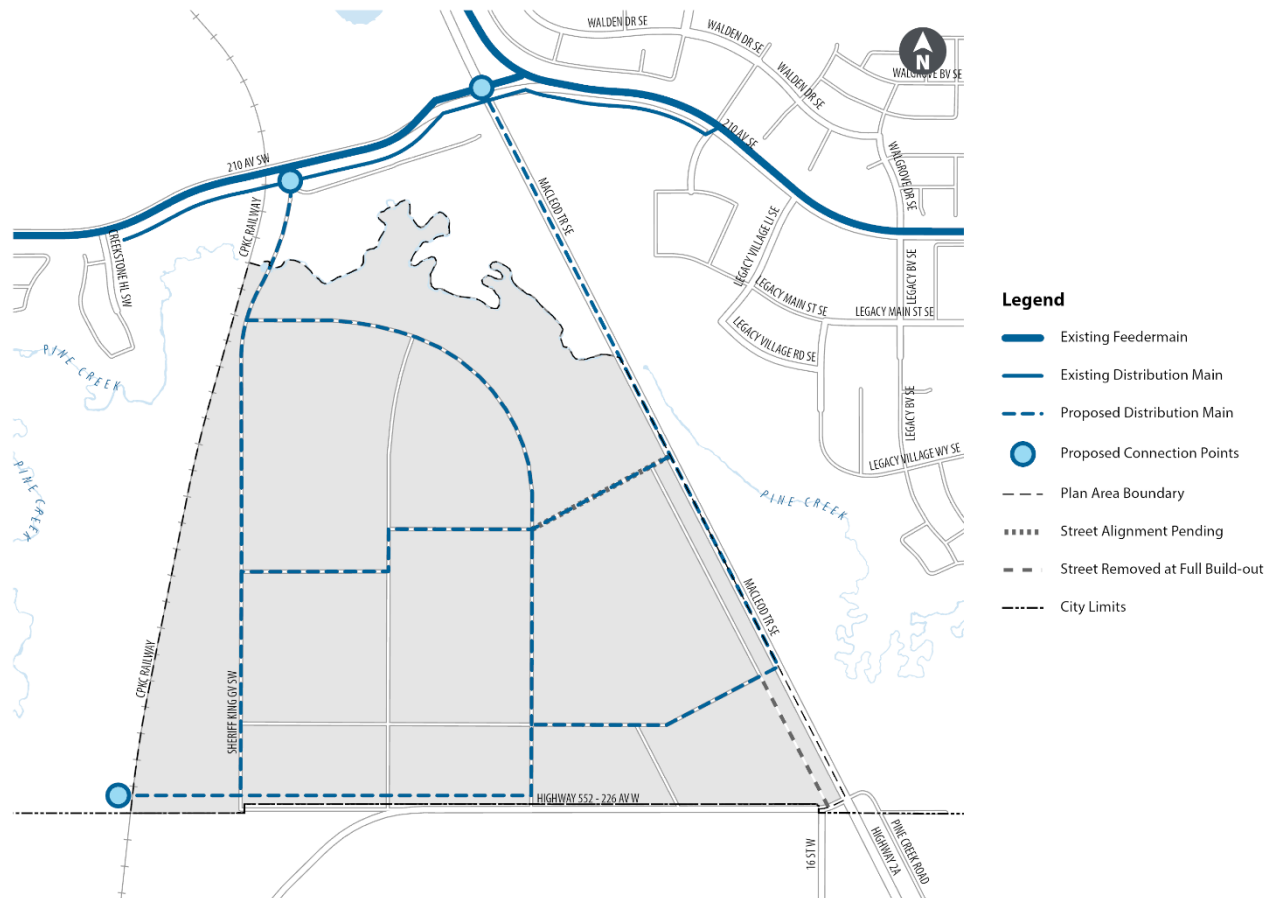 WALDEN DR SE
WALDEN DR SE
N
WALGROVE BV SE
WALDEN DR SE
210 AV SE
WALGROVE DR SE
210 AV SW
MACLEOD TR SE
CPKC RAILWAY
CREEKSTONE HL SW
LEGACY VILLAGE LI SE
LEGACY BV SE
LEGACY MAIN ST SE
LEGACY MAIN ST SE
LEGACY VILLAGE RD SE
PINE CREEK
LEGACY BV SE
LEGACY VILLAGE WY SE
PINE CREEK
PINE CREEK
MACLEOD TR SE
CPKC RAILWAY
SHERIFF KING GV SW
HIGHWAY 552 - 226 AV W
16 ST W
HIGHWAY 2A
PINE CREEK ROAD
Legend
Existing Feedermain
Existing Distribution Main
Proposed Distribution Main
Proposed Connection Points
Plan Area Boundary
Street Alignment Pending
Street Removed at Full Build-out
City Limits